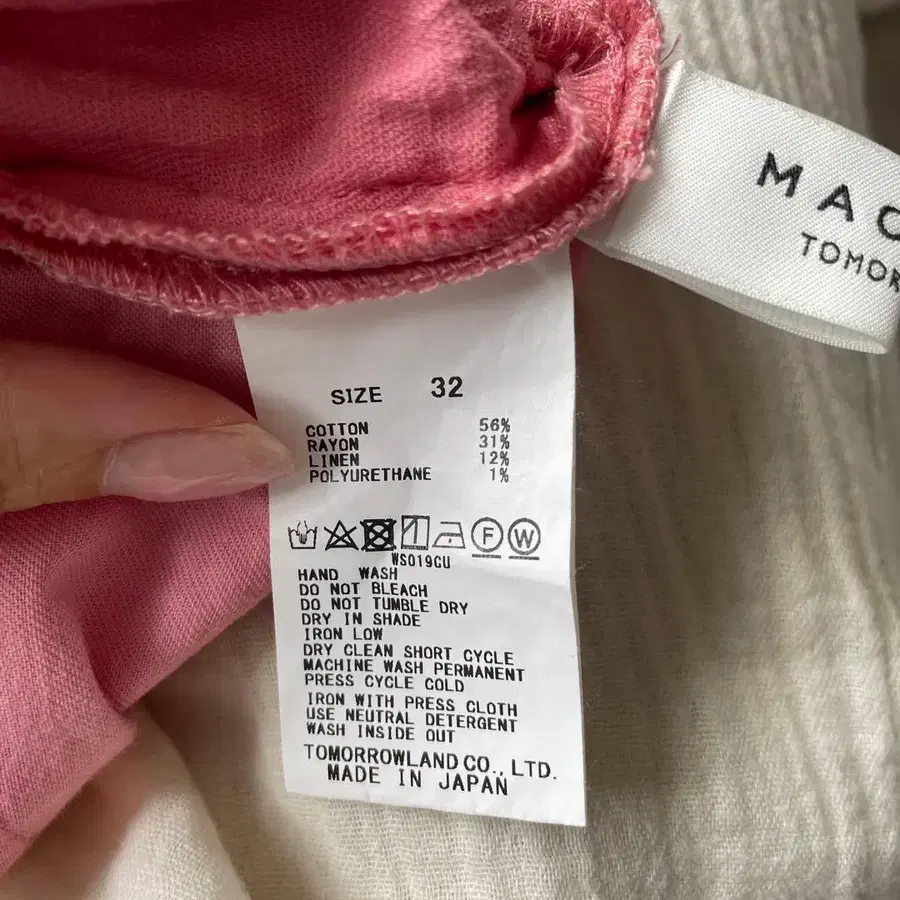 MAC
TOMOR
SIZE 32
COTTON 56%
RAYON 31%
LINEN 12%
POLYURETHANE 1%
F W
WS019GU
HAND WASH
DO NOT BLEACH
DO NOT TUMBLE DRY
DRY IN SHADE
IRON LOW
DRY CLEAN SHORT CYCLE
MACHINE WASH PERMANENT
PRESS CYCLE COLD
IRON WITH PRESS CLOTH
USE NEUTRAL DETERGENT
WASH INSIDE OUT
TOMORROWLAND CO., LTD.
MADE IN JAPAN